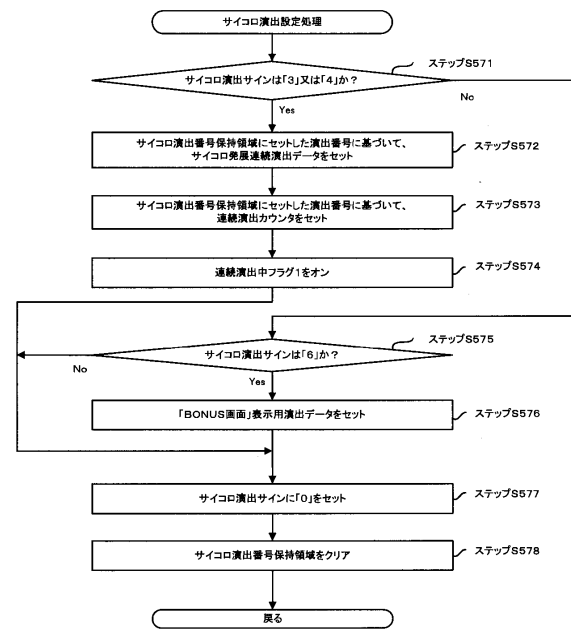 サイコロ演出設定処理
ステップS571
サイコロ演出サインは「3」又は「4」か？
No
Yes
サイコロ演出番号保持領域にセットした演出番号に基づいて、
サイコロ発展連続演出データをセット
ステップS572
サイコロ演出番号保持領域にセットした演出番号に基づいて、
連続演出カウンタをセット
ステップS573
連続演出中フラグ1をオン
ステップS574
ステップS575
サイコロ演出サインは「6」か？
No
Yes
「BONUS画面」表示用演出データをセット
ステップS576
サイコロ演出サインに「0」をセット
ステップS577
サイコロ演出番号保持領域をクリア
ステップS578
戻る